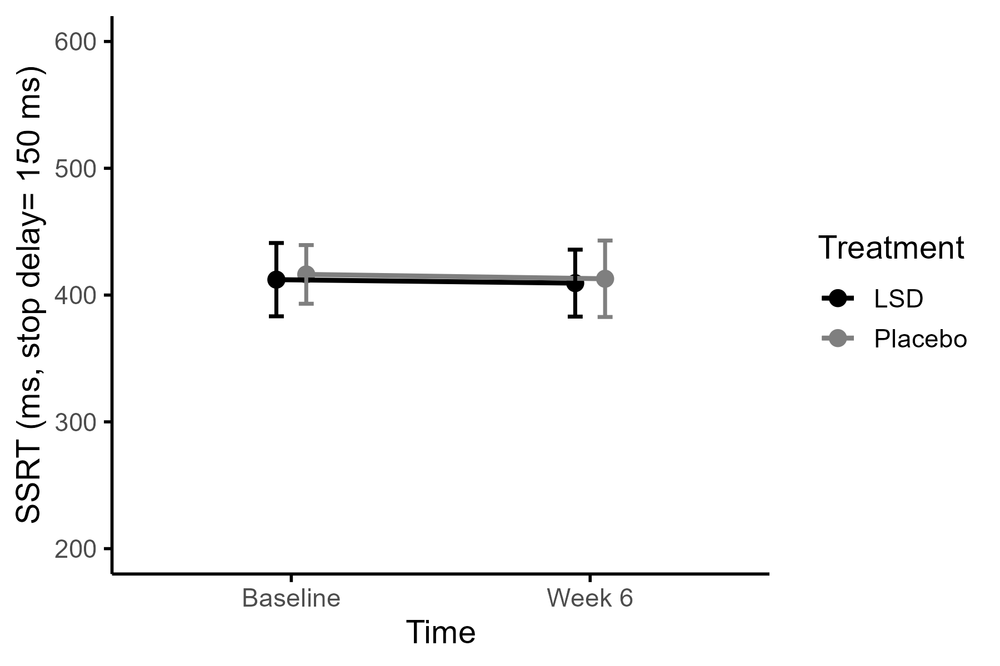 SSRT (ms, stop delay= 150 ms)
600
500
400
300
200
Baseline
Week 6
Time
Treatment
LSD
Placebo